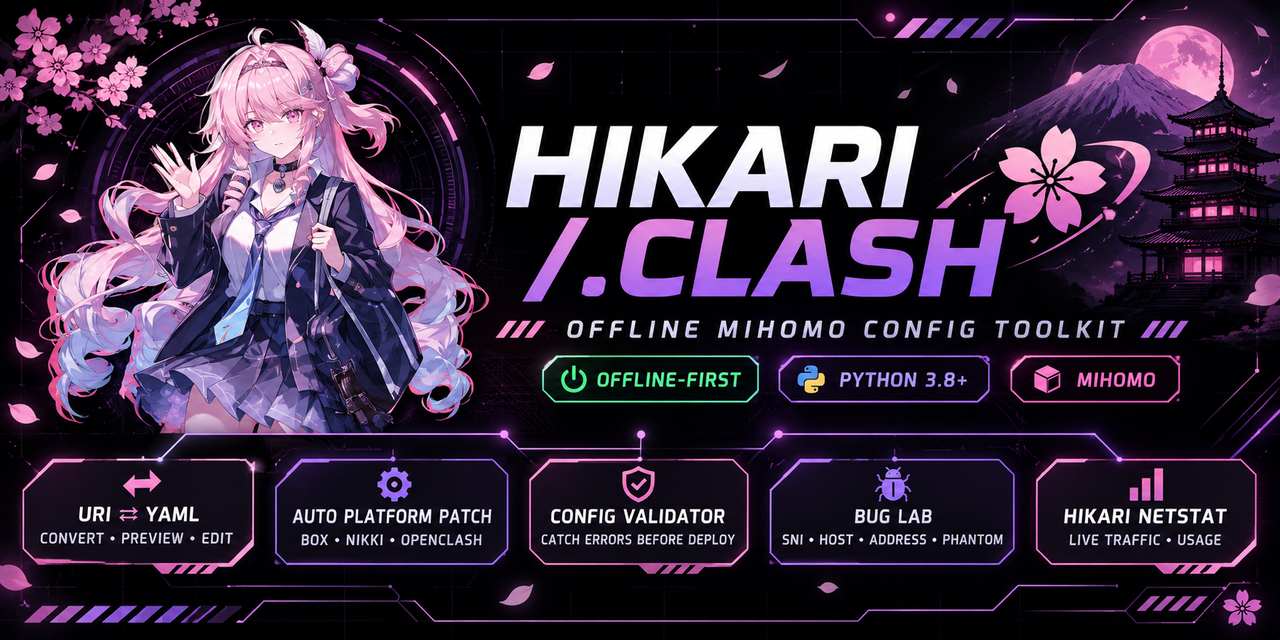 HIKARI
/.CLASH
OFFLINE MIHOMO CONFIG TOOLKIT
OFFLINE-FIRST
PYTHON 3.8+
MIHOMO
URI ⇄ YAML
CONVERT • PREVIEW • EDIT
AUTO PLATFORM PATCH
BOX • NIKKI • OPENCLASH
CONFIG VALIDATOR
CATCH ERRORS BEFORE DEPLOY
BUG LAB
SNI • HOST • ADDRESS • PHANTOM
HIKARI NETSTAT
LIVE TRAFFIC • USAGE